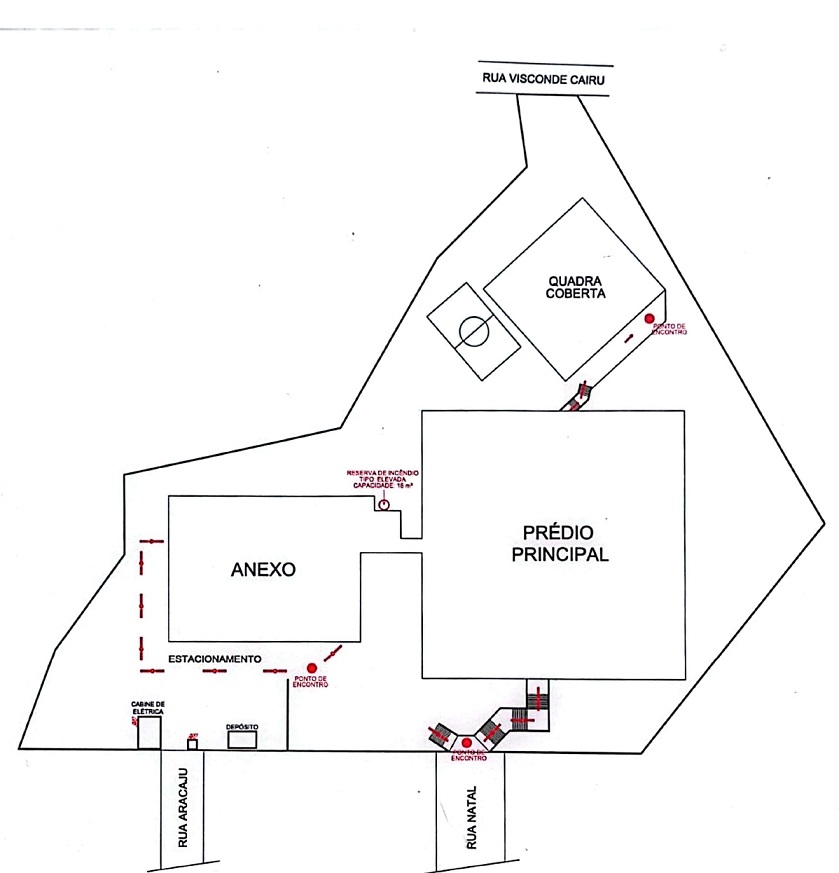 RUA VISCONDE CAIRU
QUADRA
COBERTA
PONTO DE
ENCONTRO
RESERVA DE INCÊNDIO
TIPO ELEVADA
CAPACIDADE 18 m³
PRÉDIO
PRINCIPAL
ANEXO
ESTACIONAMENTO
PONTO DE
ENCONTRO
CABINE DE
ELÉTRICA
DEPÓSITO
PONTO DE
ENCONTRO
RUA ARACAJU
RUA NATAL